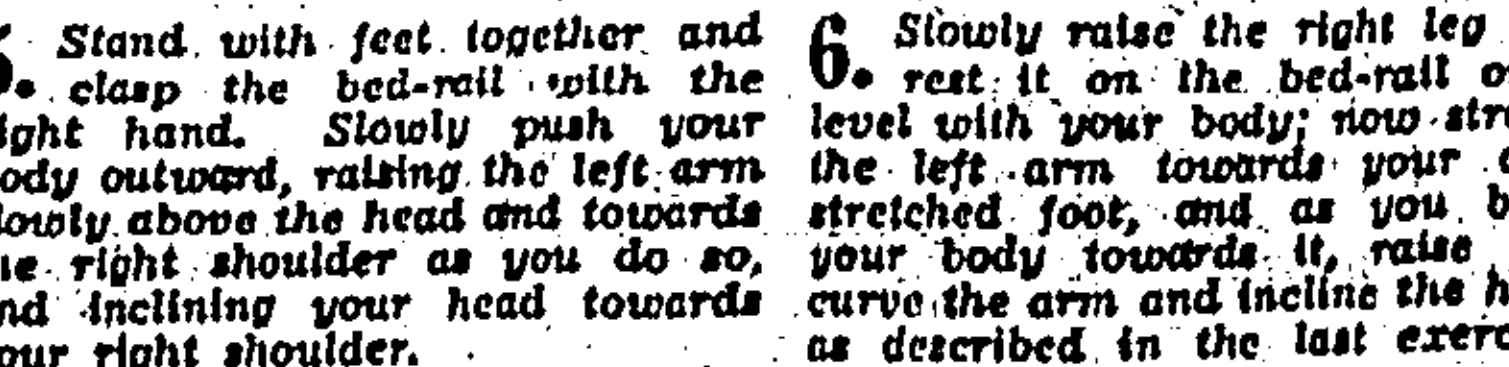 . Stand with feet together and
clasp the bed-rail with the
ight hand. Slowly push your
ody outward, raising the left arm
lowly above the head and towards
he right shoulder as you do so,
nd inclining your head towards
our right shoulder.
6. Slowly raise the right leg
rest it on the bed-rail o
level with your body; now stre
the left arm towards your o
stretched foot, and as you b
your body towards it, raise
curve the arm and incline the h
as described in the last exerc